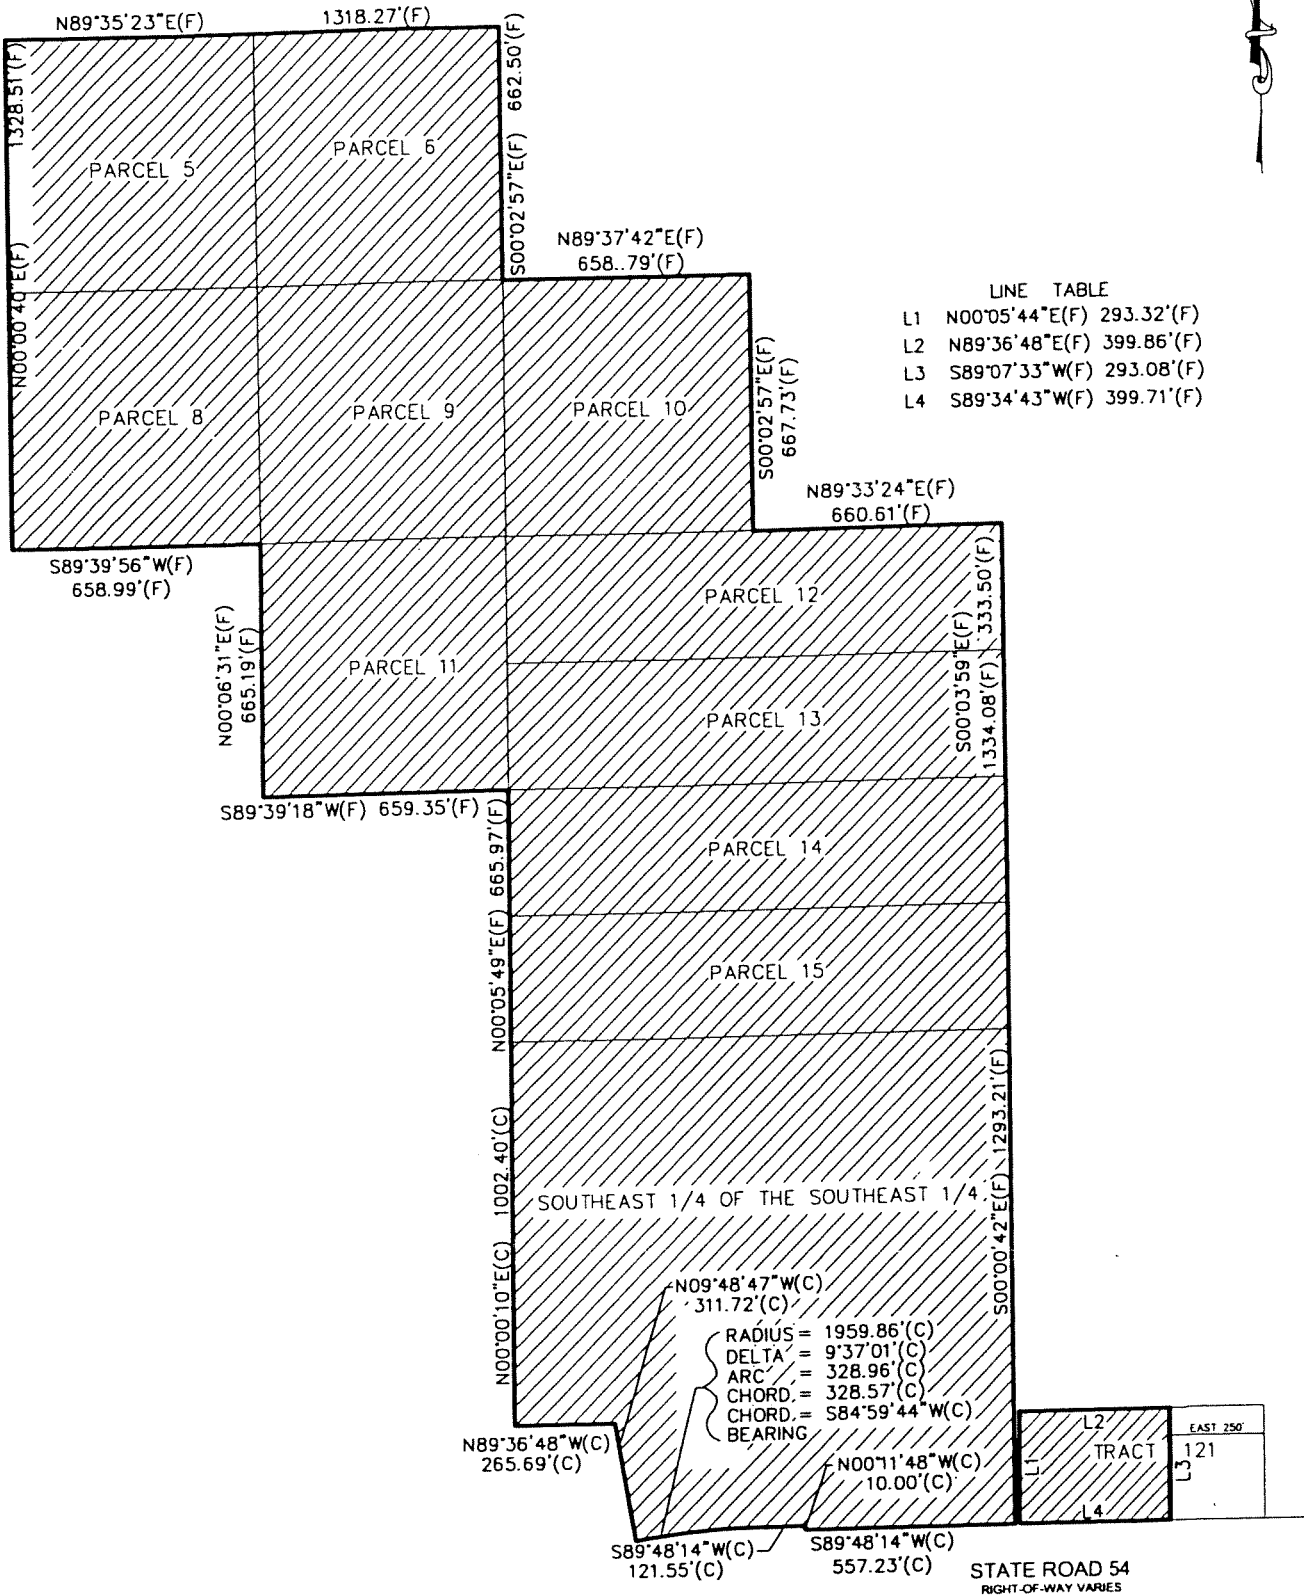 N89°35'23"E(F)
1318.27'(F)
1328.51'(F)
662.50'(F)
PARCEL 5
PARCEL 6
S00°02'57"E(F)
N89°37'42"E(F)
658..79'(F)
N00°00'40"E(F)
LINE TABLE
L1 N00°05'44"E(F) 293.32'(F)
L2 N89°36'48"E(F) 399.86'(F)
L3 S89°07'33"W(F) 293.08'(F)
L4 S89°34'43"W(F) 399.71'(F)
PARCEL 8
PARCEL 9
PARCEL 10
S00°02'57"E(F)
667.73'(F)
N89°33'24"E(F)
660.61'(F)
S89°39'56"W(F)
658.99'(F)
333.50'(F)
PARCEL 12
N00°06'31"E(F)
665.19'(F)
PARCEL 11
S00°03'59"E(F)
1334.08'(F)
PARCEL 13
S89°39'18"W(F) 659.35'(F)
665.97'(F)
PARCEL 14
N00°05'49"E(F)
PARCEL 15
1002.40'(C)
1293.21'(F)
SOUTHEAST 1/4 OF THE SOUTHEAST 1/4
N00°00'10"E(C)
S00°00'42"E(F)
N09°48'47"W(C)
311.72'(C)
RADIUS = 1959.86'(C)
DELTA = 9°37'01"(C)
ARC = 328.96'(C)
CHORD = 328.57'(C)
CHORD = S84°59'44"W(C)
BEARING
N89°36'48"W(C)
265.69'(C)
N00°11'48"W(C)
10.00'(C)
L2
EAST 250'
TRACT 121
L1
L3
L4
S89°48'14"W(C)
121.55'(C)
S89°48'14"W(C)
557.23'(C)
STATE ROAD 54
RIGHT-OF-WAY VARIES